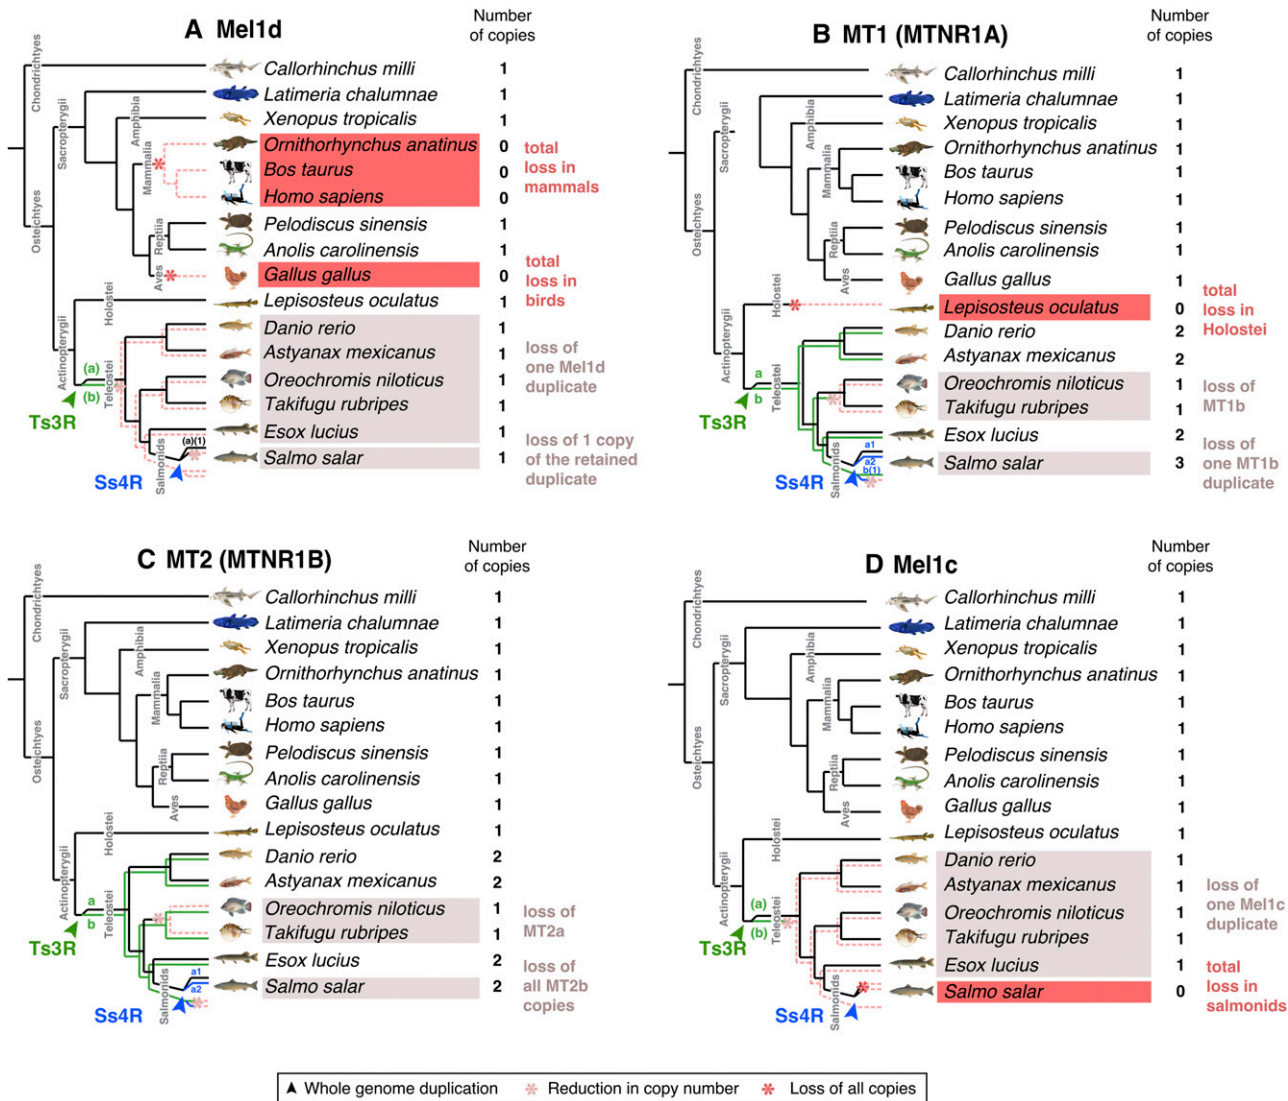 A Mel1d
Number
of copies
Chondrichtyes
Callorhinchus milli 1
Latimeria chalumnae 1
Sacropterygii
Amphibia
Xenopus tropicalis 1
Mammalia
Ornithorhynchus anatinus 0
Bos taurus 0
Homo sapiens 0
total
loss in
mammals
Osteichtyes
Reptiia
Pelodiscus sinensis 1
Anolis carolinensis 1
Aves
Gallus gallus 0
total
loss in
birds
Holostei
Lepisosteus oculatus 1
Actinopterygii
Teleostei
(a)
(b)
Ts3R
Danio rerio 1
Astyanax mexicanus 1
Oreochromis niloticus 1
Takifugu rubripes 1
loss of
one Mel1d
duplicate
Esox lucius 1
Salmonids
(a)(1)
Salmo salar 1
loss of 1 copy
of the retained
duplicate
Ss4R
B MT1 (MTNR1A)
Number
of copies
Chondrichtyes
Callorhinchus milli 1
Latimeria chalumnae 1
Sacropterygii
Amphibia
Xenopus tropicalis 1
Mammalia
Ornithorhynchus anatinus 1
Bos taurus 1
Homo sapiens 1
Osteichtyes
Reptiia
Pelodiscus sinensis 1
Anolis carolinensis 1
Aves
Gallus gallus 1
Holostei
Lepisosteus oculatus 0
total
loss in
Holostei
Actinopterygii
Teleostei
a
b
Ts3R
Danio rerio 2
Astyanax mexicanus 2
Oreochromis niloticus 1
Takifugu rubripes 1
loss of
MT1b
Esox lucius 2
Salmonids
a1
a2
b(1)
Salmo salar 3
loss of
one MT1b
duplicate
Ss4R
C MT2 (MTNR1B)
Number
of copies
Chondrichtyes
Callorhinchus milli 1
Latimeria chalumnae 1
Sacropterygii
Amphibia
Xenopus tropicalis 1
Mammalia
Ornithorhynchus anatinus 1
Bos taurus 1
Homo sapiens 1
Osteichtyes
Reptiia
Pelodiscus sinensis 1
Anolis carolinensis 1
Aves
Gallus gallus 1
Holostei
Lepisosteus oculatus 1
Actinopterygii
Teleostei
a
b
Ts3R
Danio rerio 2
Astyanax mexicanus 2
Oreochromis niloticus 1
Takifugu rubripes 1
loss of
MT2a
Esox lucius 2
Salmonids
a1
a2
Salmo salar 2
loss of
all MT2b
copies
Ss4R
D Mel1c
Number
of copies
Chondrichtyes
Callorhinchus milli 1
Latimeria chalumnae 1
Sacropterygii
Amphibia
Xenopus tropicalis 1
Mammalia
Ornithorhynchus anatinus 1
Bos taurus 1
Homo sapiens 1
Osteichtyes
Reptiia
Pelodiscus sinensis 1
Anolis carolinensis 1
Aves
Gallus gallus 1
Holostei
Lepisosteus oculatus 1
Actinopterygii
Teleostei
(a)
(b)
Ts3R
Danio rerio 1
Astyanax mexicanus 1
Oreochromis niloticus 1
Takifugu rubripes 1
loss of
one Mel1c
duplicate
Esox lucius 1
Salmonids
Salmo salar 0
total
loss in
salmonids
Ss4R
Whole genome duplication
Reduction in copy number
Loss of all copies